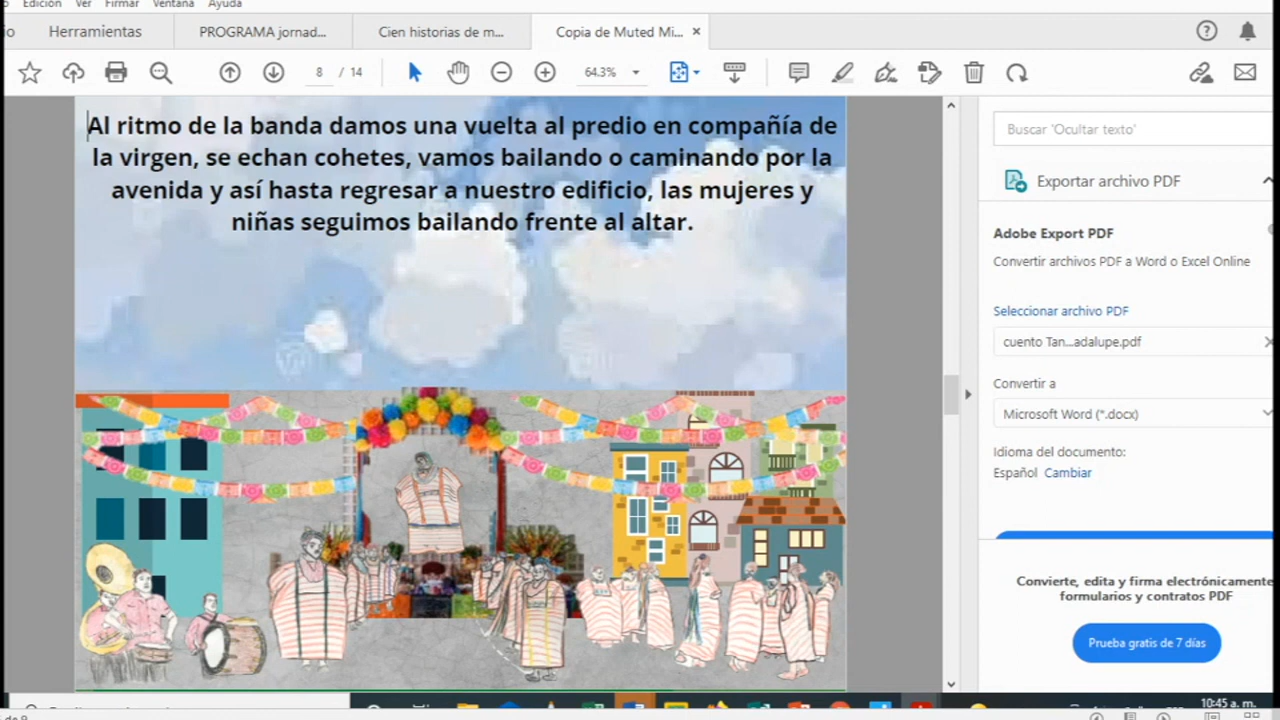 Edición Ver Firmar Ventana Ayuda
Herramientas
PROGRAMA jornad...
Cien historias de m...
Copia de Muted Mi... ×
8 / 14
64.3%
Al ritmo de la banda damos una vuelta al predio en compañía de
la virgen, se echan cohetes, vamos bailando o caminando por la
avenida y así hasta regresar a nuestro edificio, las mujeres y
niñas seguimos bailando frente al altar.
Buscar 'Ocultar texto'
Exportar archivo PDF
Adobe Export PDF
Convertir archivos PDF a Word o Excel Online
Seleccionar archivo PDF
cuento Tan...adalupe.pdf
Convertir a
Microsoft Word (*.docx)
Idioma del documento:
Español Cambiar
Convierte, edita y firma electrónicamente
formularios y contratos PDF
Prueba gratis de 7 días
10:45 a. m.